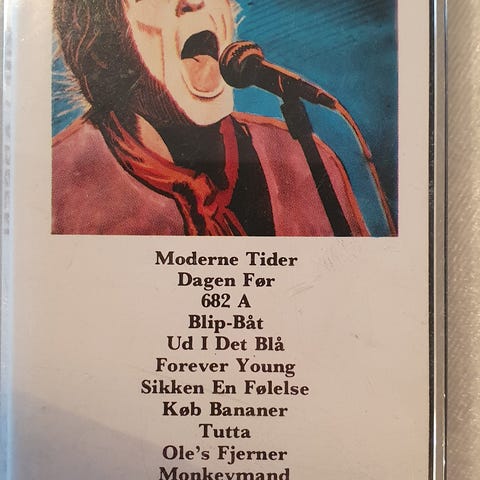 Moderne Tider
Dagen Før
682 A
Blip-Båt
Ud I Det Blå
Forever Young
Sikken En Følelse
Køb Bananer
Tutta
Ole's Fjerner
Monkeymand